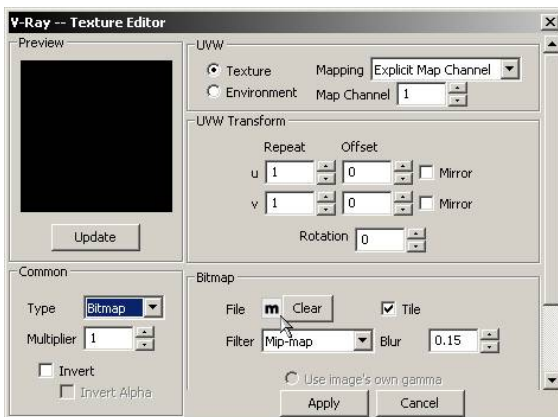 V-Ray -- Texture Editor
Preview
Update
UVW
Texture Mapping Explicit Map Channel
Environment Map Channel 1
UVW Transform
Repeat Offset
u 1 0 Mirror
v 1 0 Mirror
Rotation 0
Common
Type Bitmap
Multiplier 1
Invert
Invert Alpha
Bitmap
File m Clear Tile
Filter Mip-map Blur 0.15
Use image's own gamma
Apply Cancel